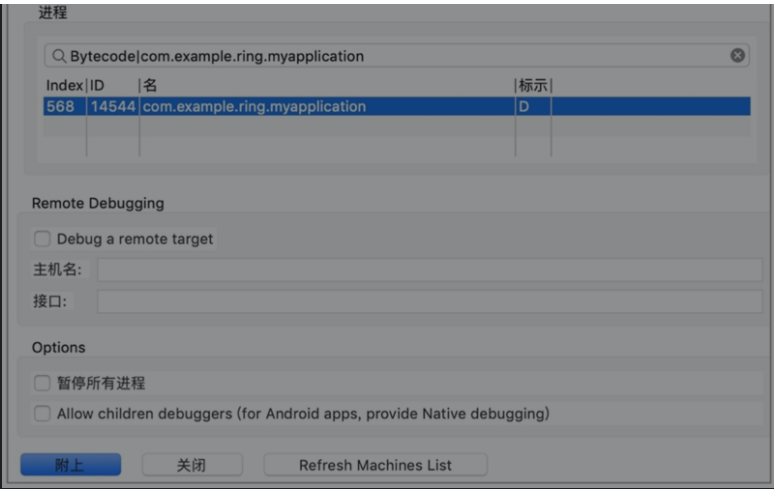 进程
Bytecode|com.example.ring.myapplication
Index|ID |名 |标示|
568 14544 com.example.ring.myapplication D
Remote Debugging
Debug a remote target
主机名:
接口:
Options
暂停所有进程
Allow children debuggers (for Android apps, provide Native debugging)
附上 关闭 Refresh Machines List